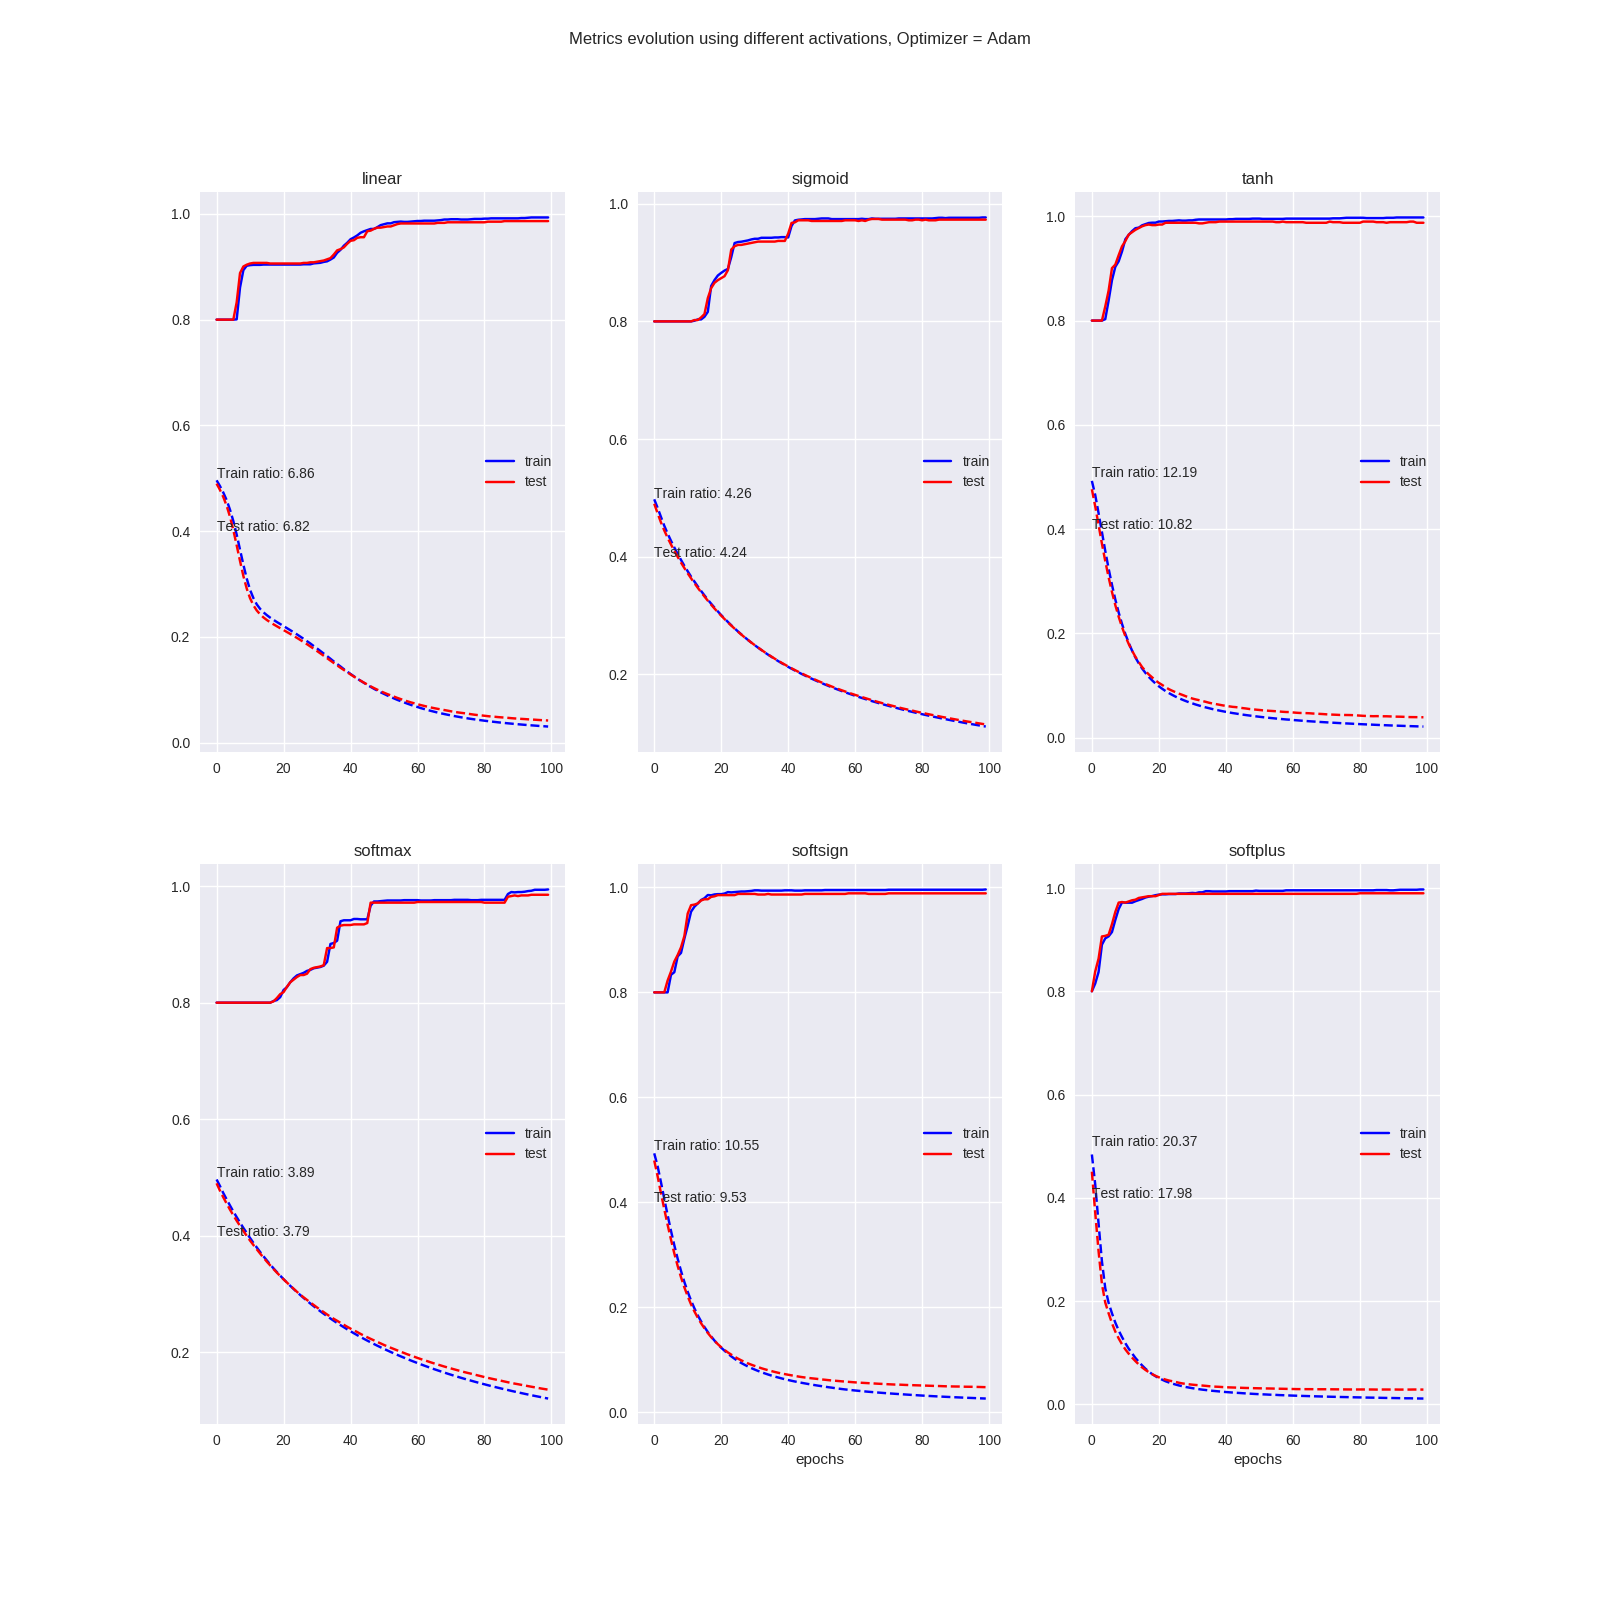 Metrics evolution using different activations, Optimizer = Adam
linear
1.0
0.8
0.6
0.4
0.2
0.0
Train ratio: 6.86
Test ratio: 6.82
train
test
0 20 40 60 80 100
sigmoid
1.0
0.8
0.6
0.4
0.2
Train ratio: 4.26
Test ratio: 4.24
train
test
0 20 40 60 80 100
tanh
1.0
0.8
0.6
0.4
0.2
0.0
Train ratio: 12.19
Test ratio: 10.82
train
test
0 20 40 60 80 100
softmax
1.0
0.8
0.6
0.4
0.2
Train ratio: 3.89
Test ratio: 3.79
train
test
0 20 40 60 80 100
softsign
1.0
0.8
0.6
0.4
0.2
0.0
Train ratio: 10.55
Test ratio: 9.53
train
test
0 20 40 60 80 100
epochs
softplus
1.0
0.8
0.6
0.4
0.2
0.0
Train ratio: 20.37
Test ratio: 17.98
train
test
0 20 40 60 80 100
epochs